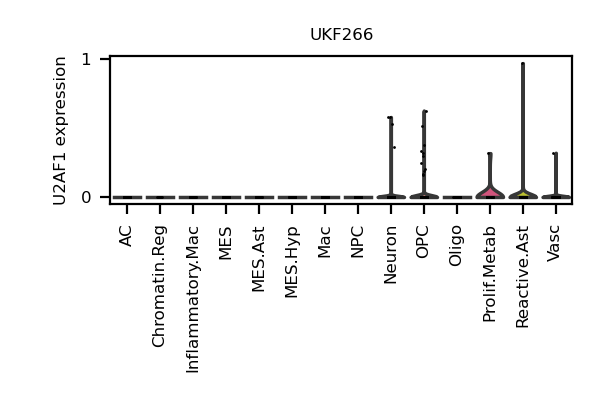 UKF266
U2AF1 expression
1
0
AC
Chromatin.Reg
Inflammatory.Mac
MES
MES.Ast
MES.Hyp
Mac
NPC
Neuron
OPC
Oligo
Prolif.Metab
Reactive.Ast
Vasc